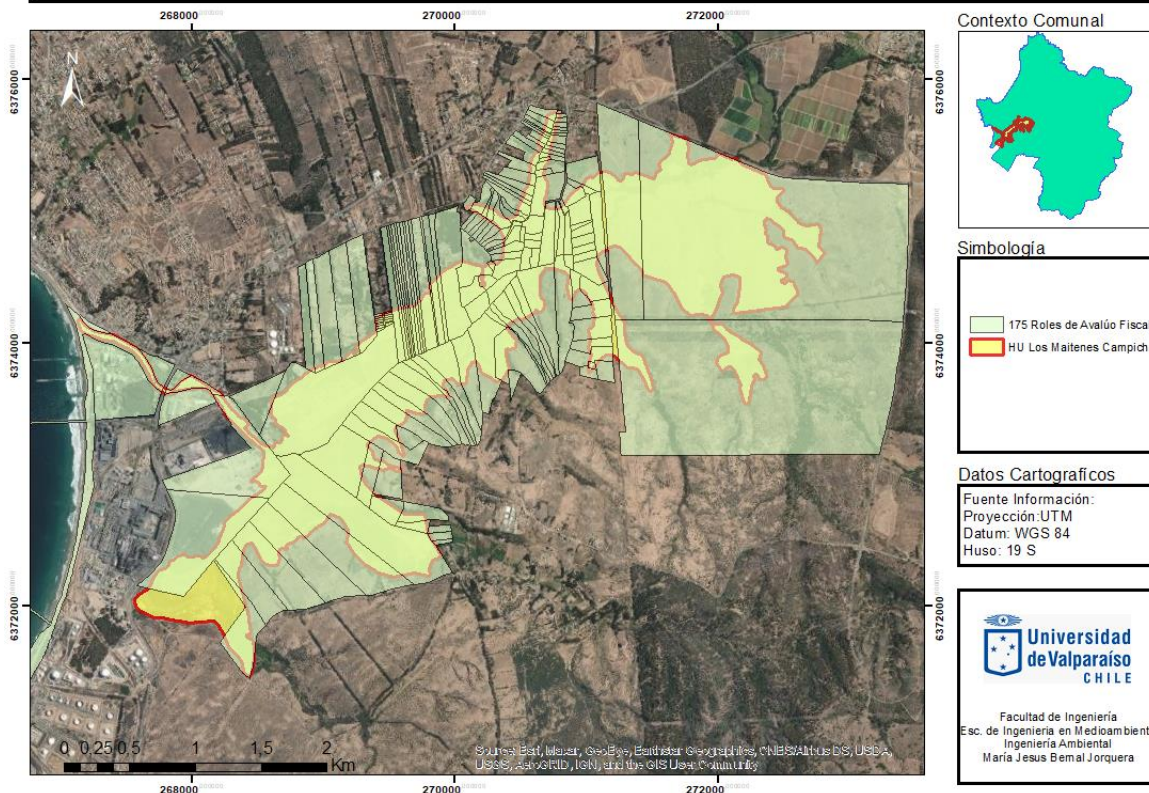 268000
270000
272000
6376000
6376000
6374000
6374000
6372000
6372000
N
0 0.25 0.5 1 1.5 2
Km
Source: Esri, Maxar, GeoEye, Earthstar Geographics, CNES/Airbus DS, USDA,
USGS, AeroGRID, IGN, and the GIS User Community
268000
270000
272000
Contexto Comunal
Simbología
175 Roles de Avalúo Fiscal
HU Los Maitenes Campich
Datos Cartograficos
Fuente Información:
Proyección:UTM
Datum: WGS 84
Huso: 19 S
Universidad
de Valparaíso
CHILE
Facultad de Ingeniería
Esc. de Ingenieria en Medioambient
Ingeniería Ambiental
María Jesus Bernal Jorquera